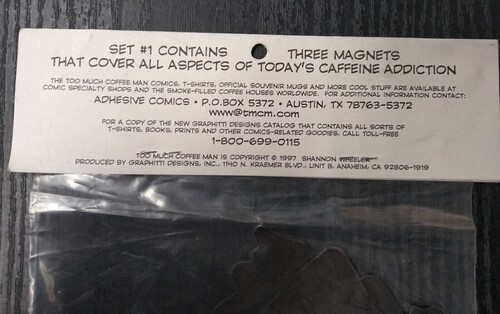 SET #1 CONTAINS THREE MAGNETS
THAT COVER ALL ASPECTS OF TODAY'S CAFFEINE ADDICTION
THE TOO MUCH COFFEE MAN COMICS, T-SHIRTS, OFFICIAL SOUVENIR MUGS AND MORE COOL STUFF ARE AVAILABLE AT
COMIC SPECIALTY SHOPS AND THE SMOKE-FILLED COFFEE HOUSES WORLDWIDE. FOR ADDITIONAL INFORMATION CONTACT:
ADHESIVE COMICS • P.O.BOX 5372 • AUSTIN, TX 78763-5372
www@tmcm.com
FOR A COPY OF THE NEW GRAPHITTI DESIGNS CATALOG THAT CONTAINS ALL SORTS OF
T-SHIRTS, BOOKS, PRINTS AND OTHER COMICS-RELATED GOODIES, CALL TOLL-FREE
1-800-699-0115
TOO MUCH COFFEE MAN IS COPYRIGHT © 1997 SHANNON WHEELER
PRODUCED BY GRAPHITTI DESIGNS, INC., 1140 N. KRAEMER BLVD., UNIT B, ANAHEIM, CA 92806-1919